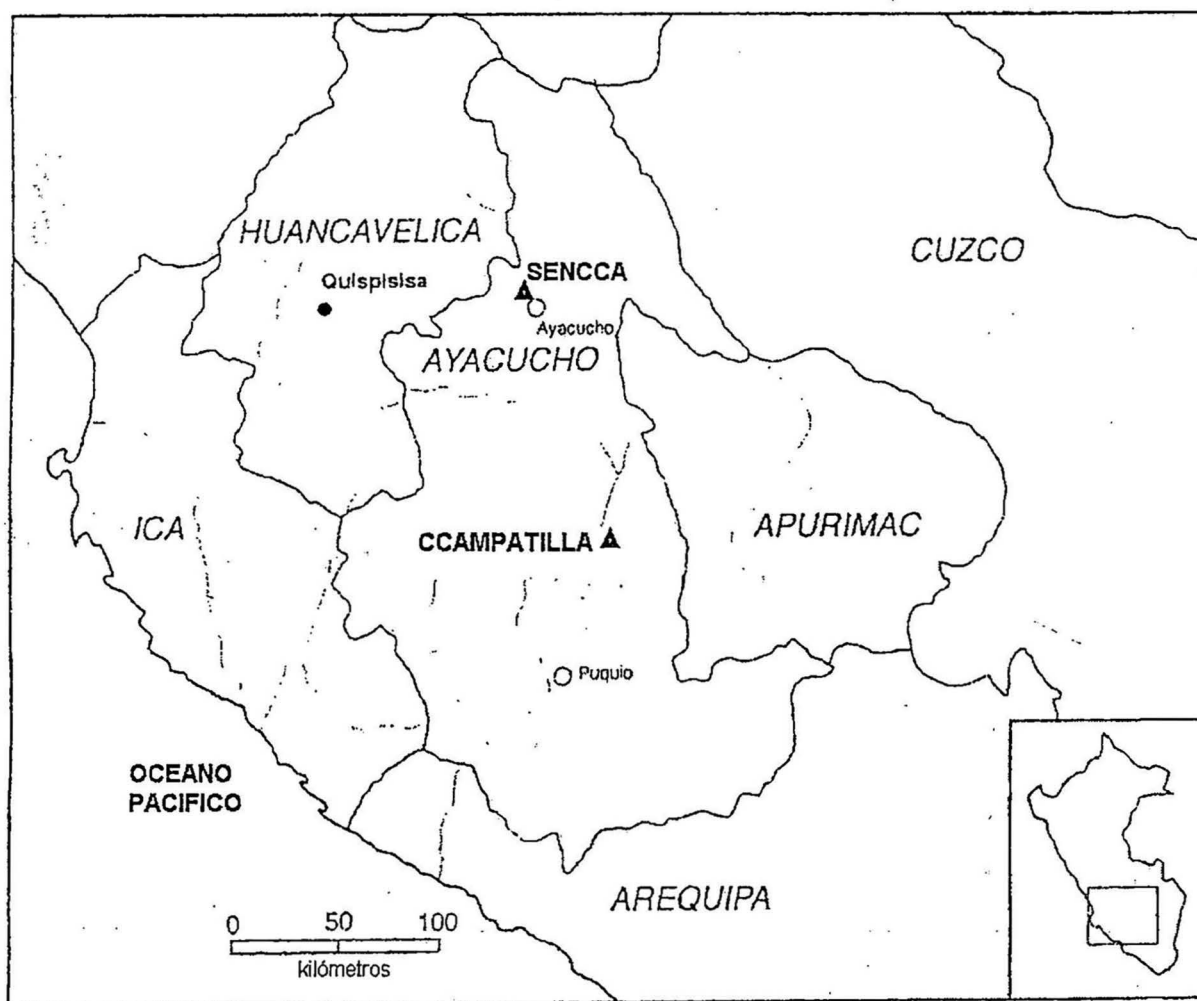 HUANCAVELICA
CUZCO
Quispisisa
SENCCA
Ayacucho
AYACUCHO
ICA
CCAMPATILLA
APURIMAC
Puquio
OCEANO
PACIFICO
AREQUIPA
0 50 100
kilómetros